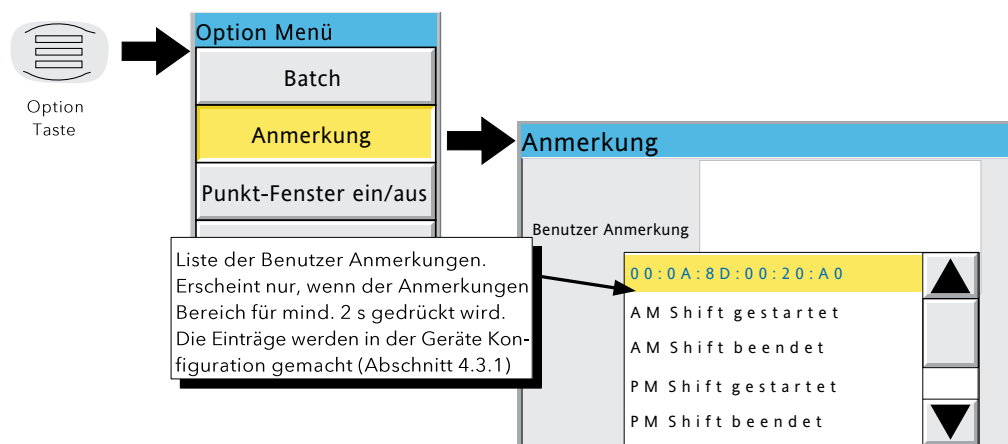 Option
Taste
Option Menü
Batch
Anmerkung
Punkt-Fenster ein/aus
Liste der Benutzer Anmerkungen.
Erscheint nur, wenn der Anmerkungen
Bereich für mind. 2 s gedrückt wird.
Die Einträge werden in der Geräte Kon-
figuration gemacht (Abschnitt 4.3.1)
Anmerkung
Benutzer Anmerkung
00:0A:8D:00:20:A0
AM Shift gestartet
AM Shift beendet
PM Shift gestartet
PM Shift beendet